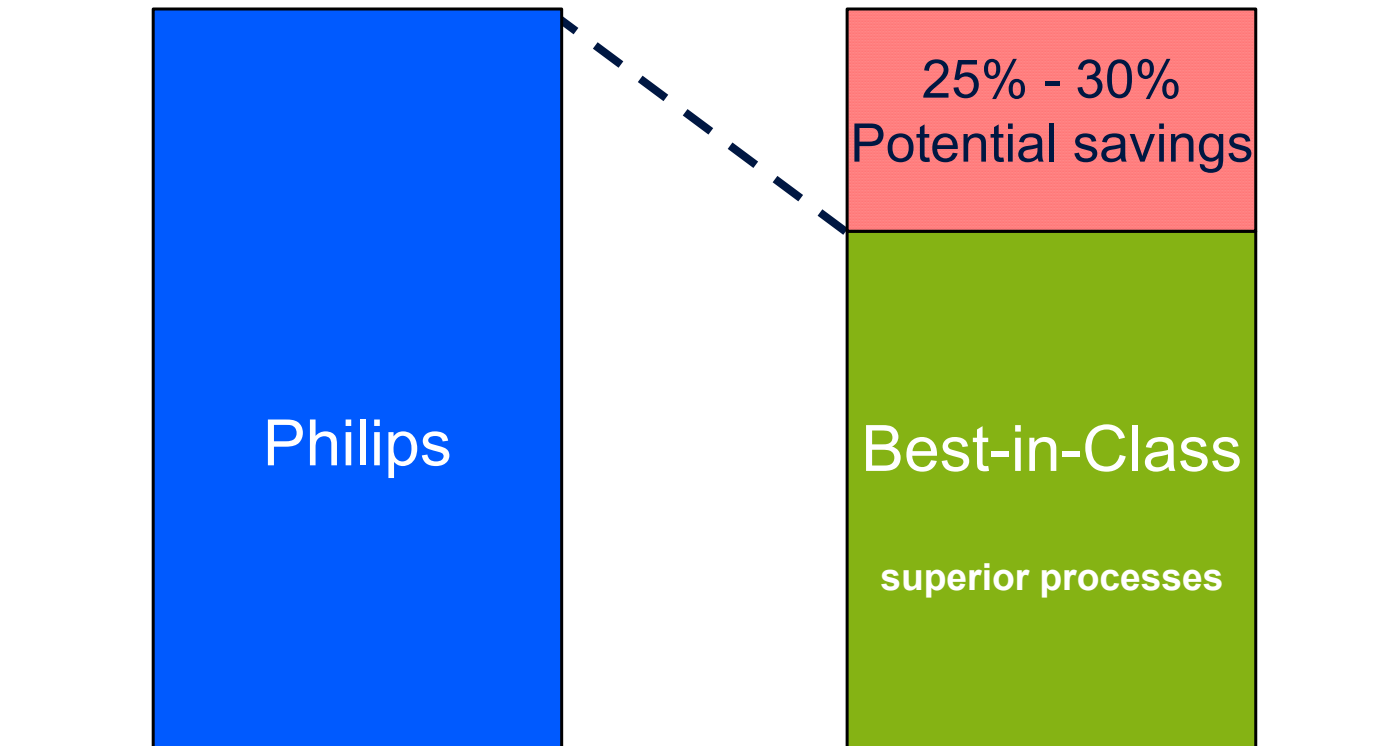 25% - 30%
Potential savings
Philips
Best-in-Class
superior processes